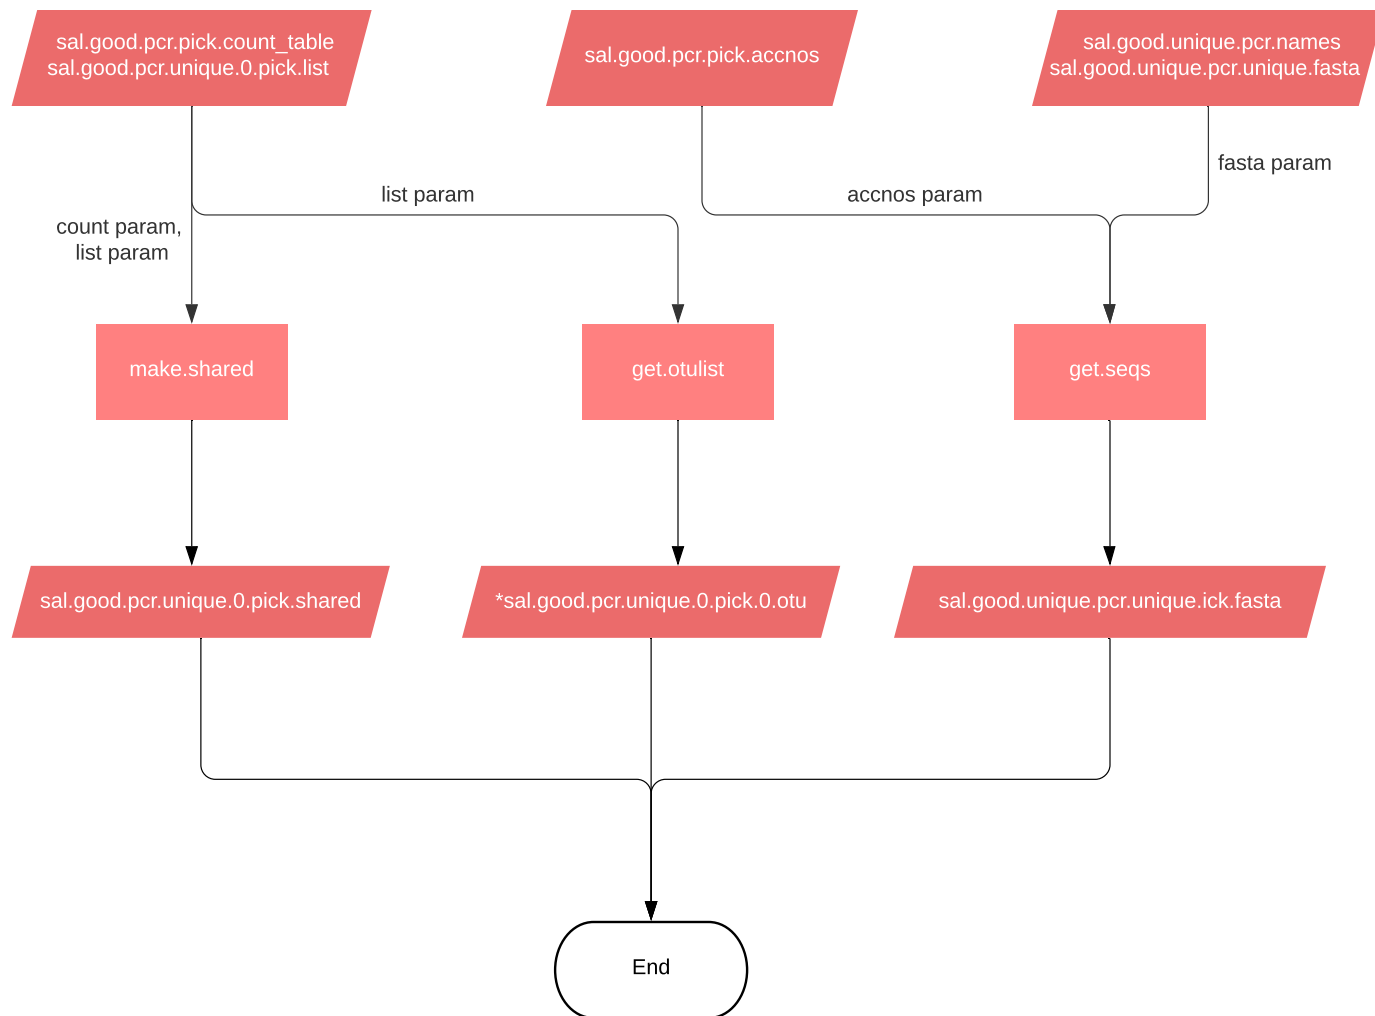 sal.good.pcr.pick.count_table
sal.good.pcr.unique.0.pick.list
sal.good.pcr.pick.accnos
sal.good.unique.pcr.names
sal.good.unique.pcr.unique.fasta
fasta param
list param
accnos param
count param,
list param
make.shared
get.otulist
get.seqs
sal.good.pcr.unique.0.pick.shared
*sal.good.pcr.unique.0.pick.0.otu
sal.good.unique.pcr.unique.ick.fasta
End